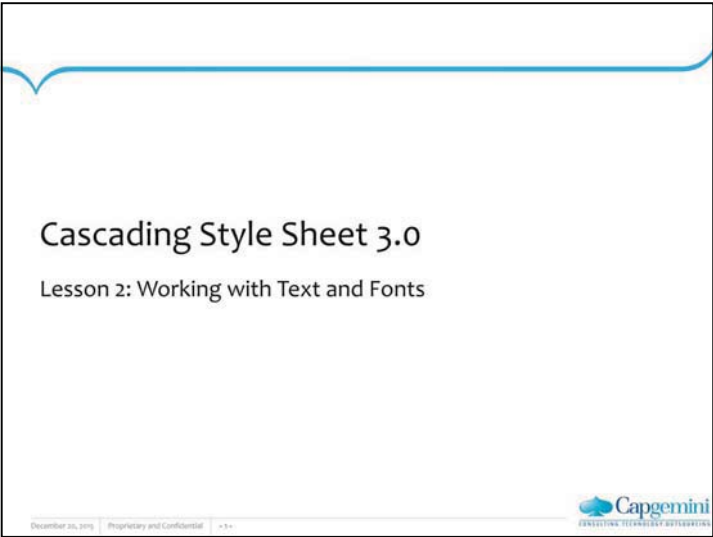 Cascading Style Sheet 3.0
Lesson 2: Working with Text and Fonts
December 20, 2015 Proprietary and Confidential - 1 -
Capgemini
CONSULTING TECHNOLOGY OUTSOURCING